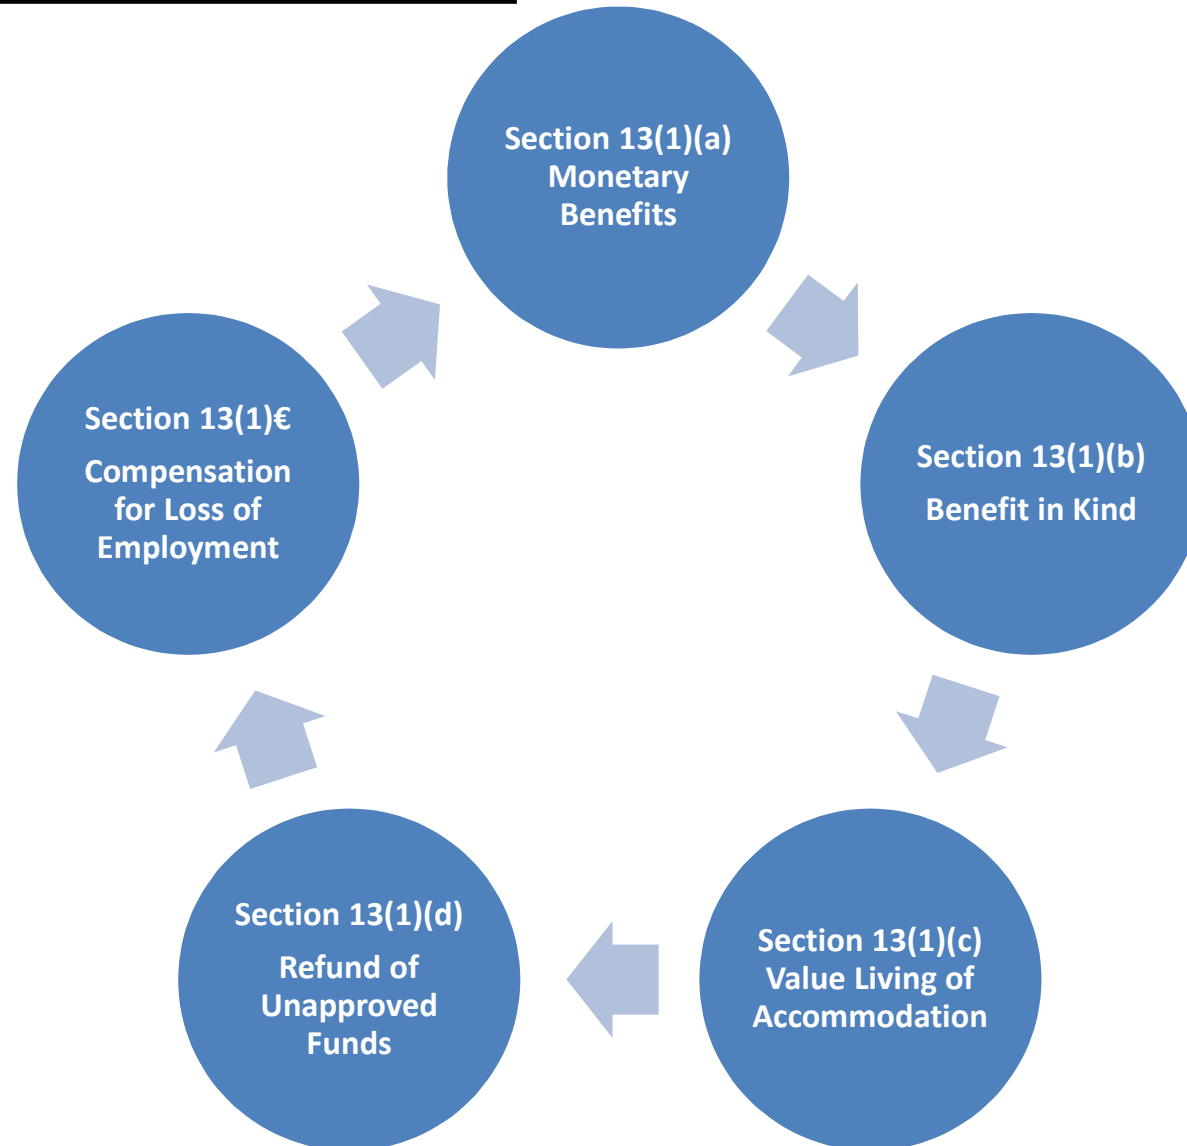 Section 13(1)(a)
Monetary
Benefits
Section 13(1)(b)
Benefit in Kind
Section 13(1)(c)
Value Living of
Accommodation
Section 13(1)(d)
Refund of
Unapproved
Funds
Section 13(1)€
Compensation
for Loss of
Employment